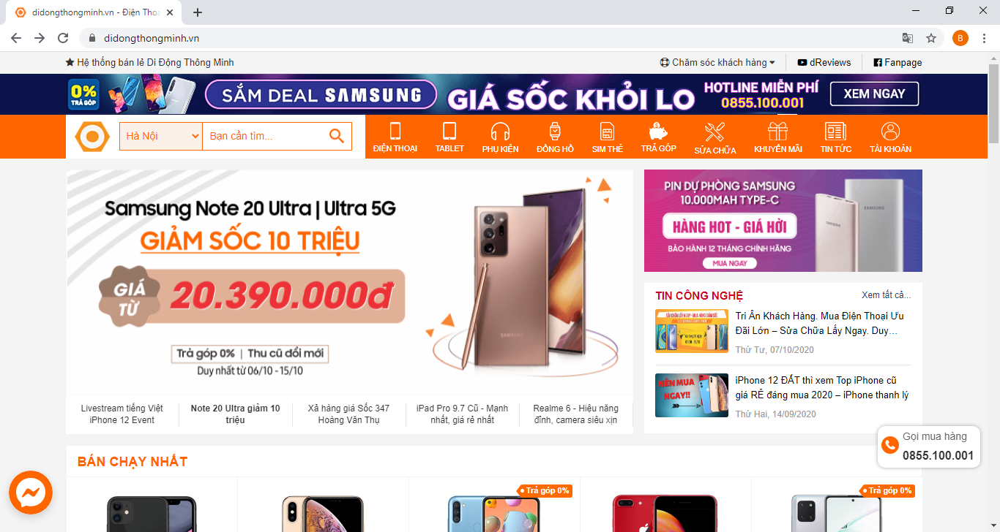 didongthongminh.vn - Điện Thoạ
B
didongthongminh.vn
Hệ thống bán lẻ Di Động Thông Minh
Chăm sóc khách hàng
dReviews
Fanpage
0%
TRẢ GÓP
SẮM DEAL SAMSUNG
GIÁ SỐC KHỎI LO
HOTLINE MIỄN PHÍ
0855.100.001
XEM NGAY
Hà Nội
Bạn cần tìm...
ĐIỆN THOẠI
TABLET
PHỤ KIỆN
ĐỒNG HỒ
SIM THẺ
TRẢ GÓP
SỬA CHỮA
KHUYẾN MÃI
TIN TỨC
TÀI KHOẢN
Samsung Note 20 Ultra | Ultra 5G
GIẢM SỐC 10 TRIỆU
GIÁ
TỪ
20.390.000đ
Trả góp 0% | Thu cũ đổi mới
Duy nhất từ 06/10 - 15/10
SAMSUNG
PIN DỰ PHÒNG SAMSUNG
10.000MAH TYPE-C
HÀNG HOT - GIÁ HỜI
BẢO HÀNH 12 THÁNG CHÍNH HÃNG
MUA NGAY
SAMSUNG
SAMSUNG
TIN CÔNG NGHỆ
Xem tất cả...
Tri Ân Khách Hàng. Mua Điện Thoại Ưu
Đãi Lớn – Sửa Chữa Lấy Ngay. Duy…
Thứ Tư, 07/10/2020
NÊN MUA
NGAY!!
iPhone 12 ĐẮT thì xem Top iPhone cũ
giá RẺ đáng mua 2020 – iPhone thanh lý
Thứ Hai, 14/09/2020
Livestream tiếng Việt
iPhone 12 Event
Note 20 Ultra giảm 10
triệu
Xả hàng giá Sốc 347
Hoàng Văn Thụ
iPad Pro 9.7 Cũ - Mạnh
nhất, giá rẻ nhất
Realme 6 - Hiệu năng
đỉnh, camera siêu xịn
Gọi mua hàng
0855.100.001
BÁN CHẠY NHẤT
Trả góp 0%
Trả góp 0%